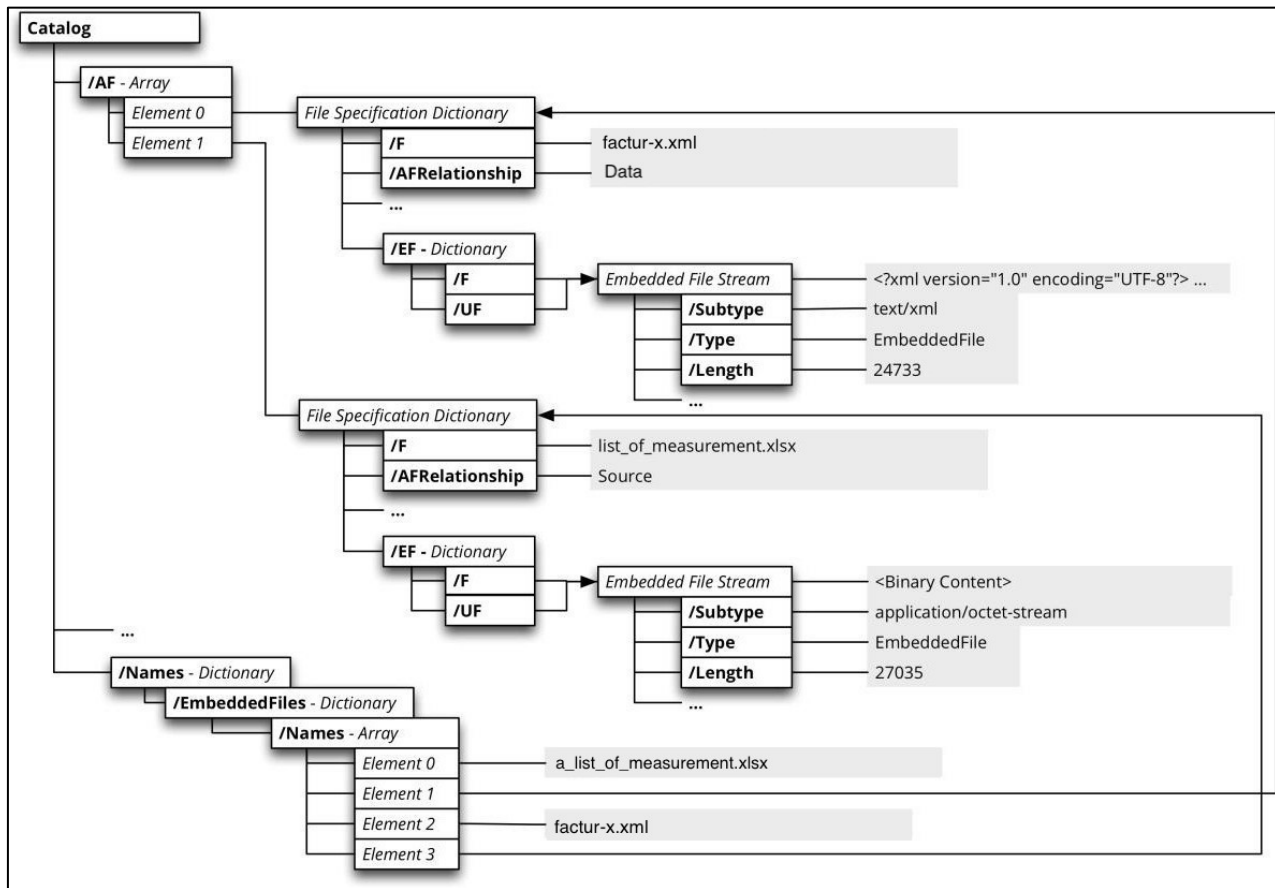 Catalog
/AF - Array
Element 0
Element 1
File Specification Dictionary
/F factur-x.xml
/AFRelationship Data
...
/EF - Dictionary
/F
/UF
Embedded File Stream <?xml version="1.0" encoding="UTF-8"?> ...
/Subtype text/xml
/Type EmbeddedFile
/Length 24733
...
File Specification Dictionary
/F list_of_measurement.xlsx
/AFRelationship Source
...
/EF - Dictionary
/F
/UF
Embedded File Stream <Binary Content>
/Subtype application/octet-stream
/Type EmbeddedFile
/Length 27035
...
...
/Names - Dictionary
/EmbeddedFiles - Dictionary
/Names - Array
Element 0 a_list_of_measurement.xlsx
Element 1
Element 2 factur-x.xml
Element 3